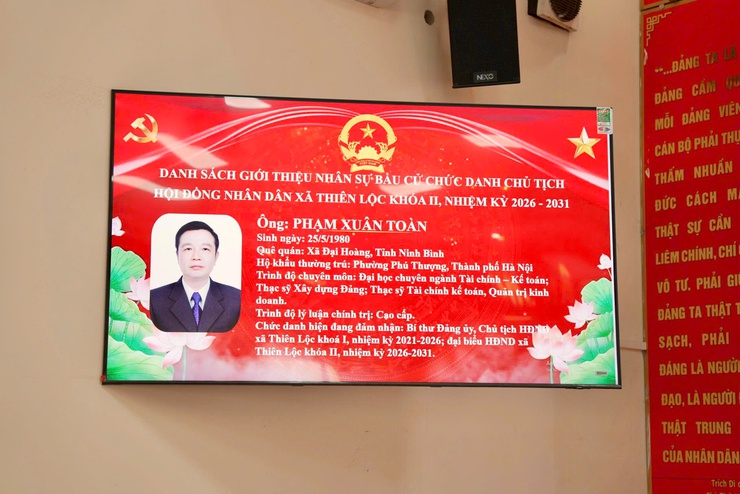 NEXO
DANH SÁCH GIỚI THIỆU NHÂN SỰ BẦU CỬ CHỨC DANH CHỦ TỊCH
HỘI ĐỒNG NHÂN DÂN XÃ THIÊN LỘC KHÓA II, NHIỆM KỲ 2026 - 2031
Ông: PHẠM XUÂN TOÀN
Sinh ngày: 25/5/1980
Quê quán: Xã Đại Hoàng, Tỉnh Ninh Bình
Hộ khẩu thường trú: Phường Phú Thượng, Thành phố Hà Nội
Trình độ chuyên môn: Đại học chuyên ngành Tài chính – Kế toán;
Thạc sỹ Xây dựng Đảng; Thạc sỹ Tài chính kế toán, Quản trị kinh
doanh.
Trình độ lý luận chính trị: Cao cấp.
Chức danh hiện đang đảm nhận: Bí thư Đảng ủy, Chủ tịch HĐND
xã Thiên Lộc khoá I, nhiệm kỳ 2021-2026; đại biểu HĐND xã
Thiên Lộc khóa II, nhiệm kỳ 2026-2031.
“...ĐẢNG TA LÀ
ĐẢNG CẦM QU
MỖI ĐẢNG VIÊN
CÁN BỘ PHẢI THỰ
THẤM NHUẦN
ĐỨC CÁCH MẠ
THẬT SỰ CẦN
LIÊM CHÍNH, CHÍ C
VÔ TƯ. PHẢI GIỮ
ĐẢNG TA THẬT T
SẠCH, PHẢI
ĐÁNG LÀ NGƯỜI
ĐẠO, LÀ NGƯỜI
THẬT TRUNG
CỦA NHÂN DÂN
Trích Di c